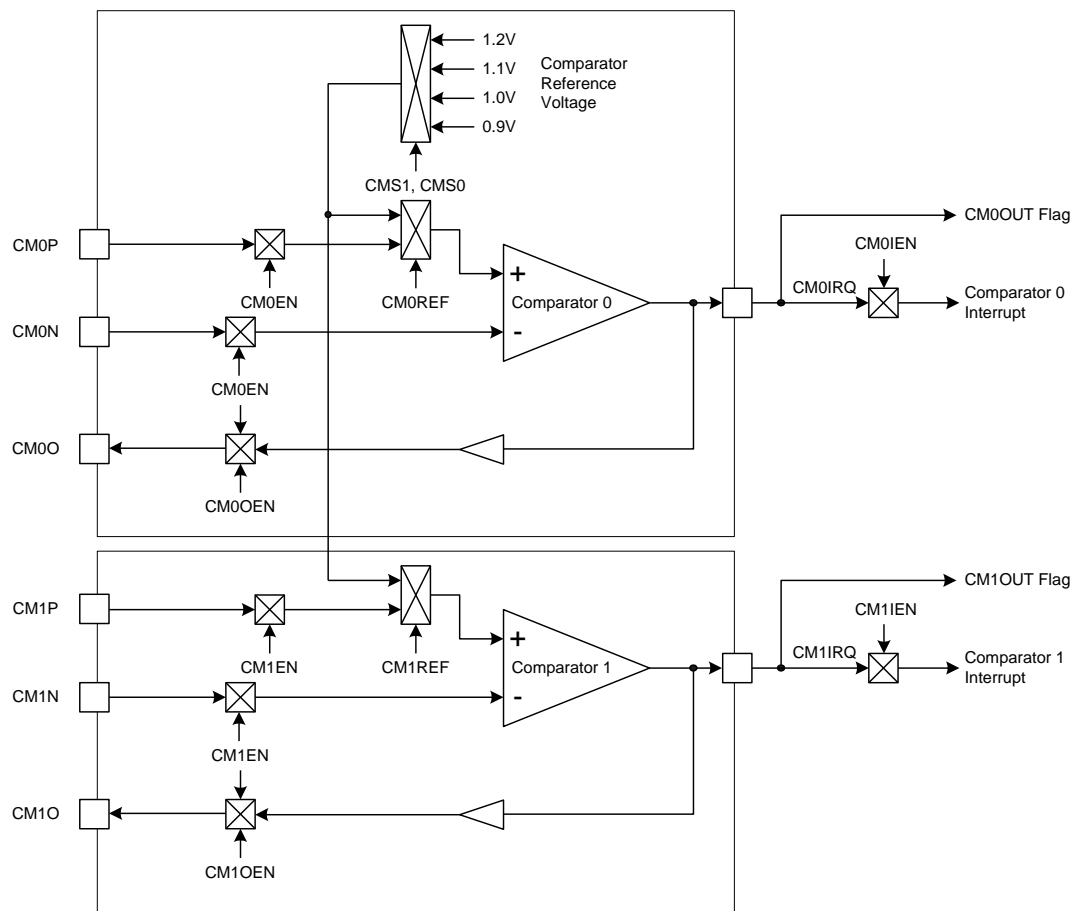 1.2V
1.1V
1.0V
0.9V
Comparator
Reference
Voltage
CMS1, CMS0
CM0P
CM0EN
CM0REF
CM0N
CM0EN
CM0O
CM0OEN
+
-
Comparator 0
CM0OUT Flag
CM0IEN
CM0IRQ
Comparator 0
Interrupt
CM1P
CM1EN
CM1REF
CM1N
CM1EN
CM1O
CM1OEN
+
-
Comparator 1
CM1OUT Flag
CM1IEN
CM1IRQ
Comparator 1
Interrupt